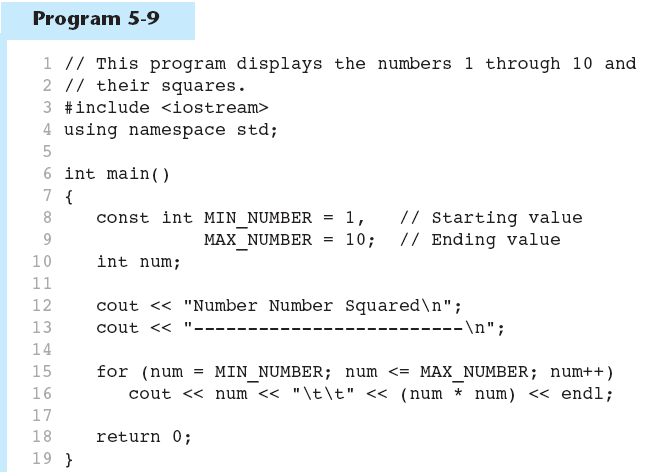 Program 5-9
1 // This program displays the numbers 1 through 10 and
2 // their squares.
3 #include <iostream>
4 using namespace std;
5
6 int main()
7 {
8    const int MIN_NUMBER = 1,   // Starting value
9              MAX_NUMBER = 10;  // Ending value
10    int num;
11
12    cout << "Number Number Squared\n";
13    cout << "-------------------------\n";
14
15    for (num = MIN_NUMBER; num <= MAX_NUMBER; num++)
16       cout << num << "\t\t" << (num * num) << endl;
17
18    return 0;
19 }